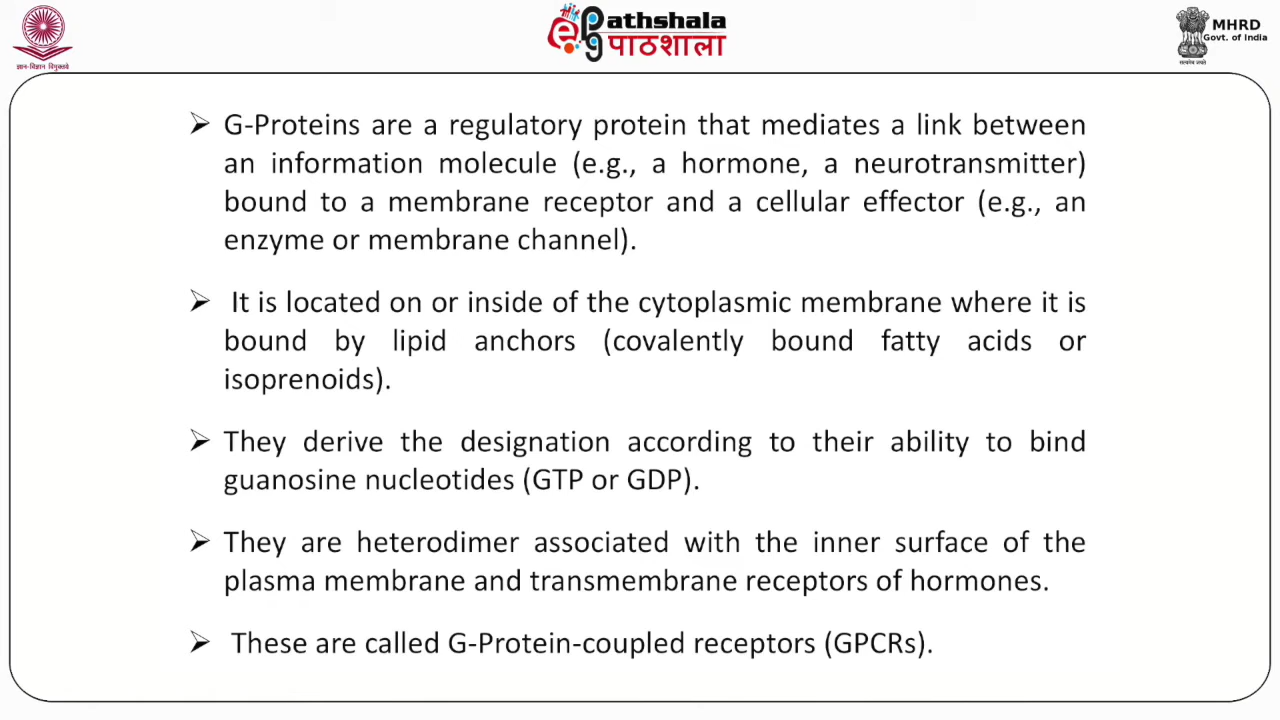 ज्ञान-विज्ञान विमुक्तये
ePathshala
पाठशाला
MHRD
Govt. of India
सत्यमेव जयते
➢ G-Proteins are a regulatory protein that mediates a link between
an information molecule (e.g., a hormone, a neurotransmitter)
bound to a membrane receptor and a cellular effector (e.g., an
enzyme or membrane channel).
➢ It is located on or inside of the cytoplasmic membrane where it is
bound by lipid anchors (covalently bound fatty acids or
isoprenoids).
➢ They derive the designation according to their ability to bind
guanosine nucleotides (GTP or GDP).
➢ They are heterodimer associated with the inner surface of the
plasma membrane and transmembrane receptors of hormones.
➢ These are called G-Protein-coupled receptors (GPCRs).